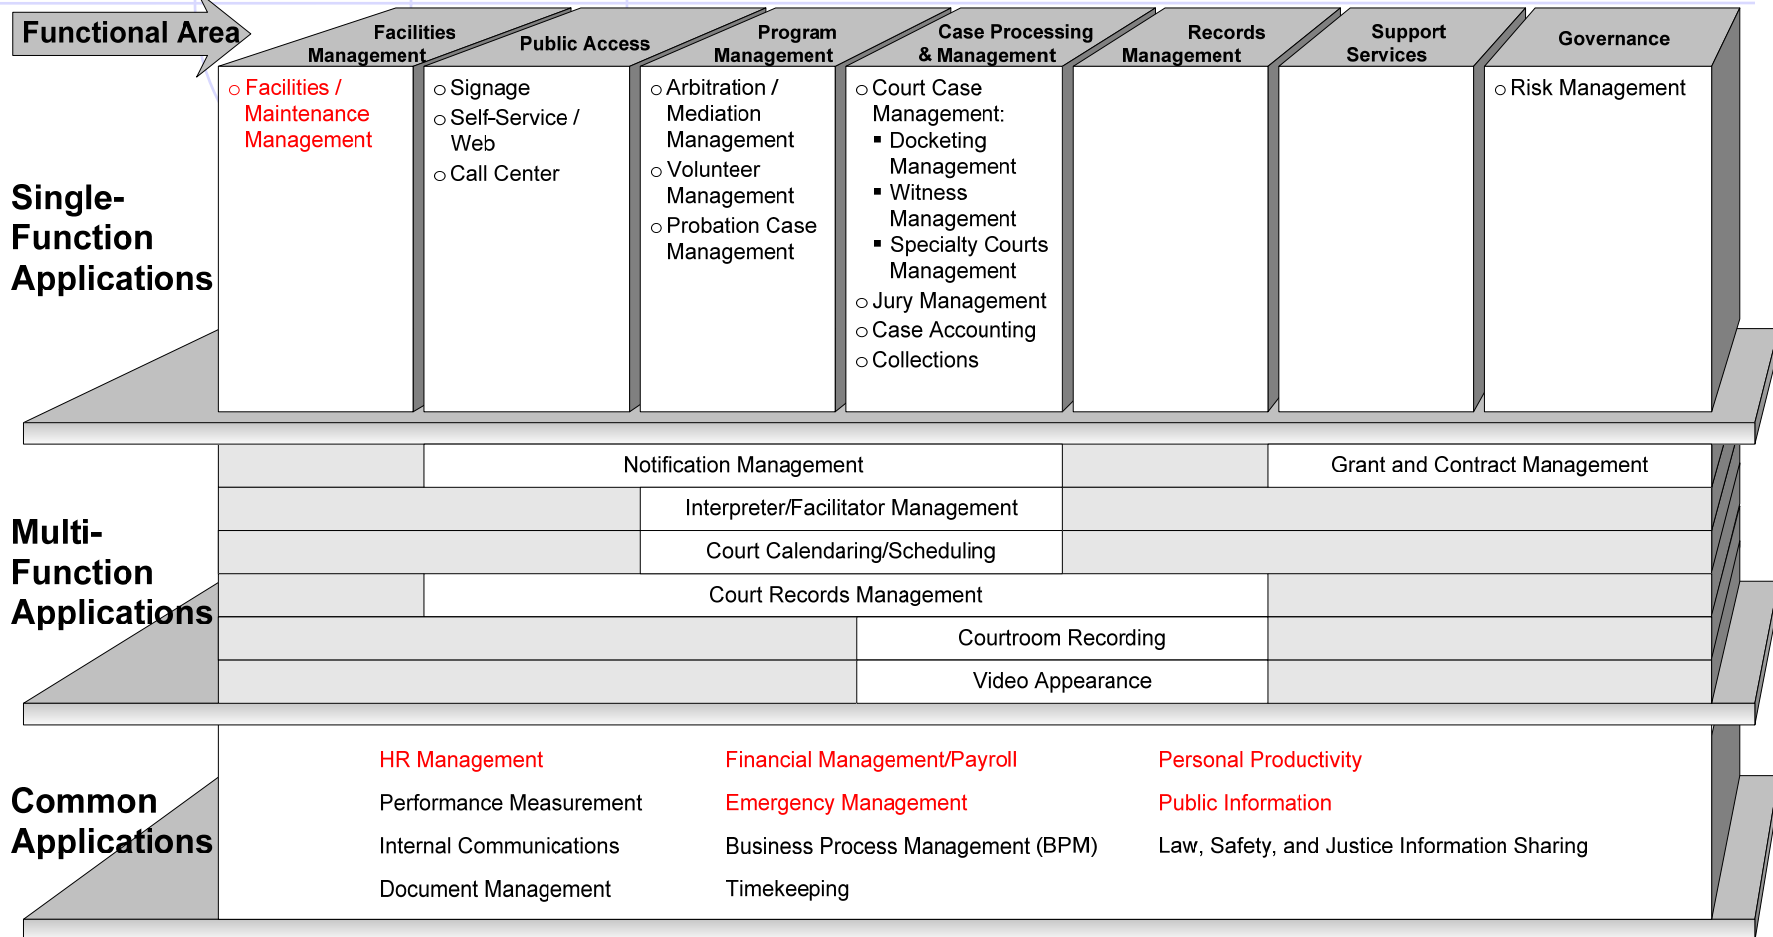 Functional Area
Facilities
Management
Public Access
Program
Management
Case Processing
& Management
Records
Management
Support
Services
Governance
Single-
Function
Applications
○ Facilities /
Maintenance
Management
○ Signage
○ Self-Service /
Web
○ Call Center
○ Arbitration /
Mediation
Management
○ Volunteer
Management
○ Probation Case
Management
○ Court Case
Management:
▪ Docketing
Management
▪ Witness
Management
▪ Specialty Courts
Management
○ Jury Management
○ Case Accounting
○ Collections
○ Risk Management
Multi-
Function
Applications
Notification Management
Grant and Contract Management
Interpreter/Facilitator Management
Court Calendaring/Scheduling
Court Records Management
Courtroom Recording
Video Appearance
Common
Applications
HR Management
Financial Management/Payroll
Personal Productivity
Performance Measurement
Emergency Management
Public Information
Internal Communications
Business Process Management (BPM)
Law, Safety, and Justice Information Sharing
Document Management
Timekeeping